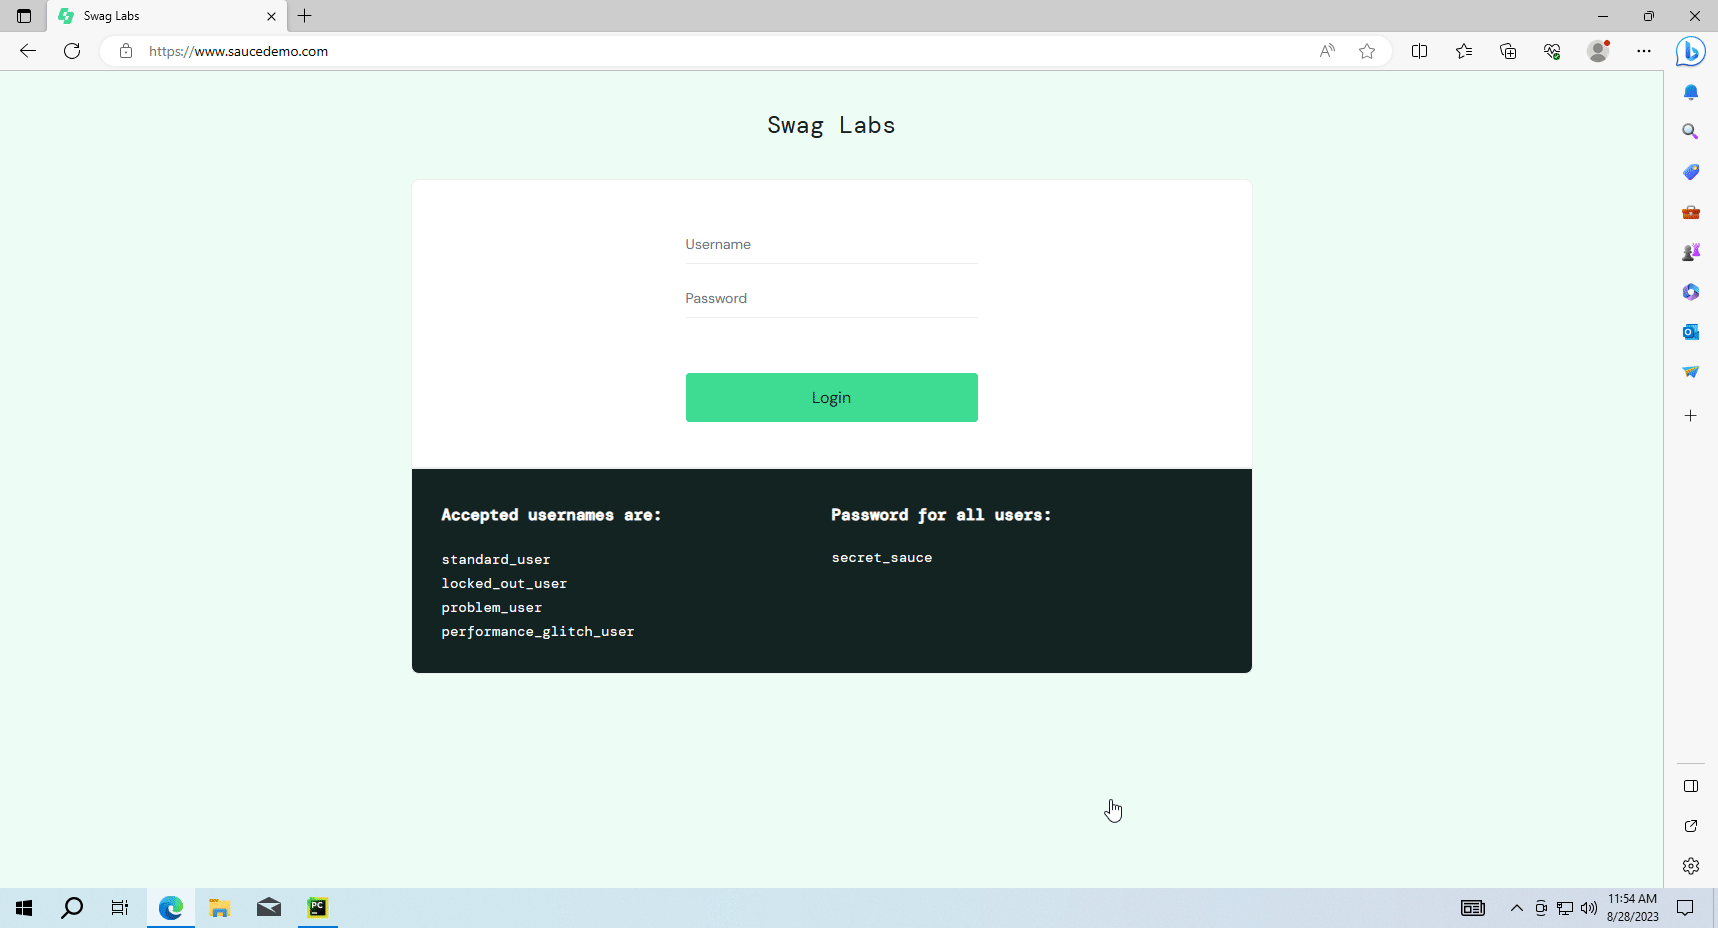 Swag Labs
https://www.saucedemo.com
Swag Labs
Username
Password
Login
Accepted usernames are:
standard_user
locked_out_user
problem_user
performance_glitch_user
Password for all users:
secret_sauce
PC
11:54 AM
8/28/2023